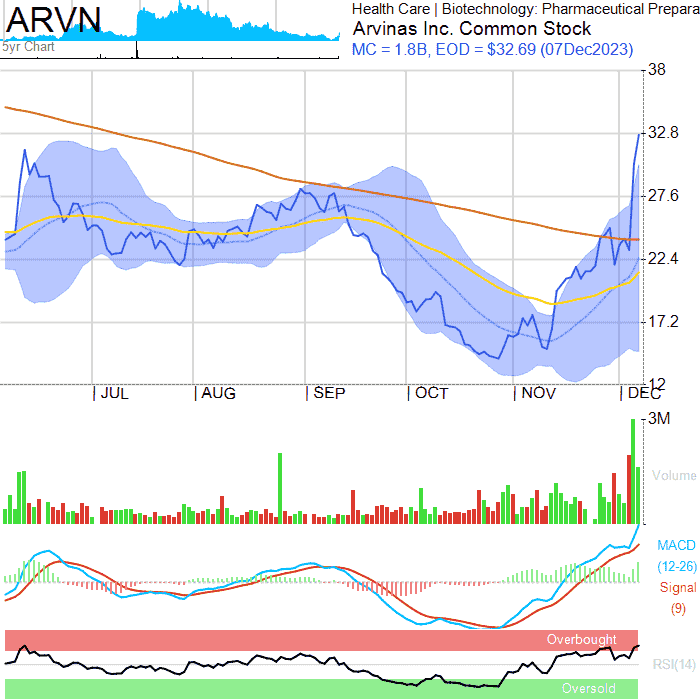 ARVN
5yr Chart
Health Care | Biotechnology: Pharmaceutical Prepara
Arvinas Inc. Common Stock
MC = 1.8B, EOD = $32.69 (07Dec2023)
38
32.8
27.6
22.4
17.2
12
| JUL | AUG | SEP | OCT | NOV | DEC
3M
Volume
MACD
(12-26)
Signal
(9)
Overbought
RSI(14)
Oversold